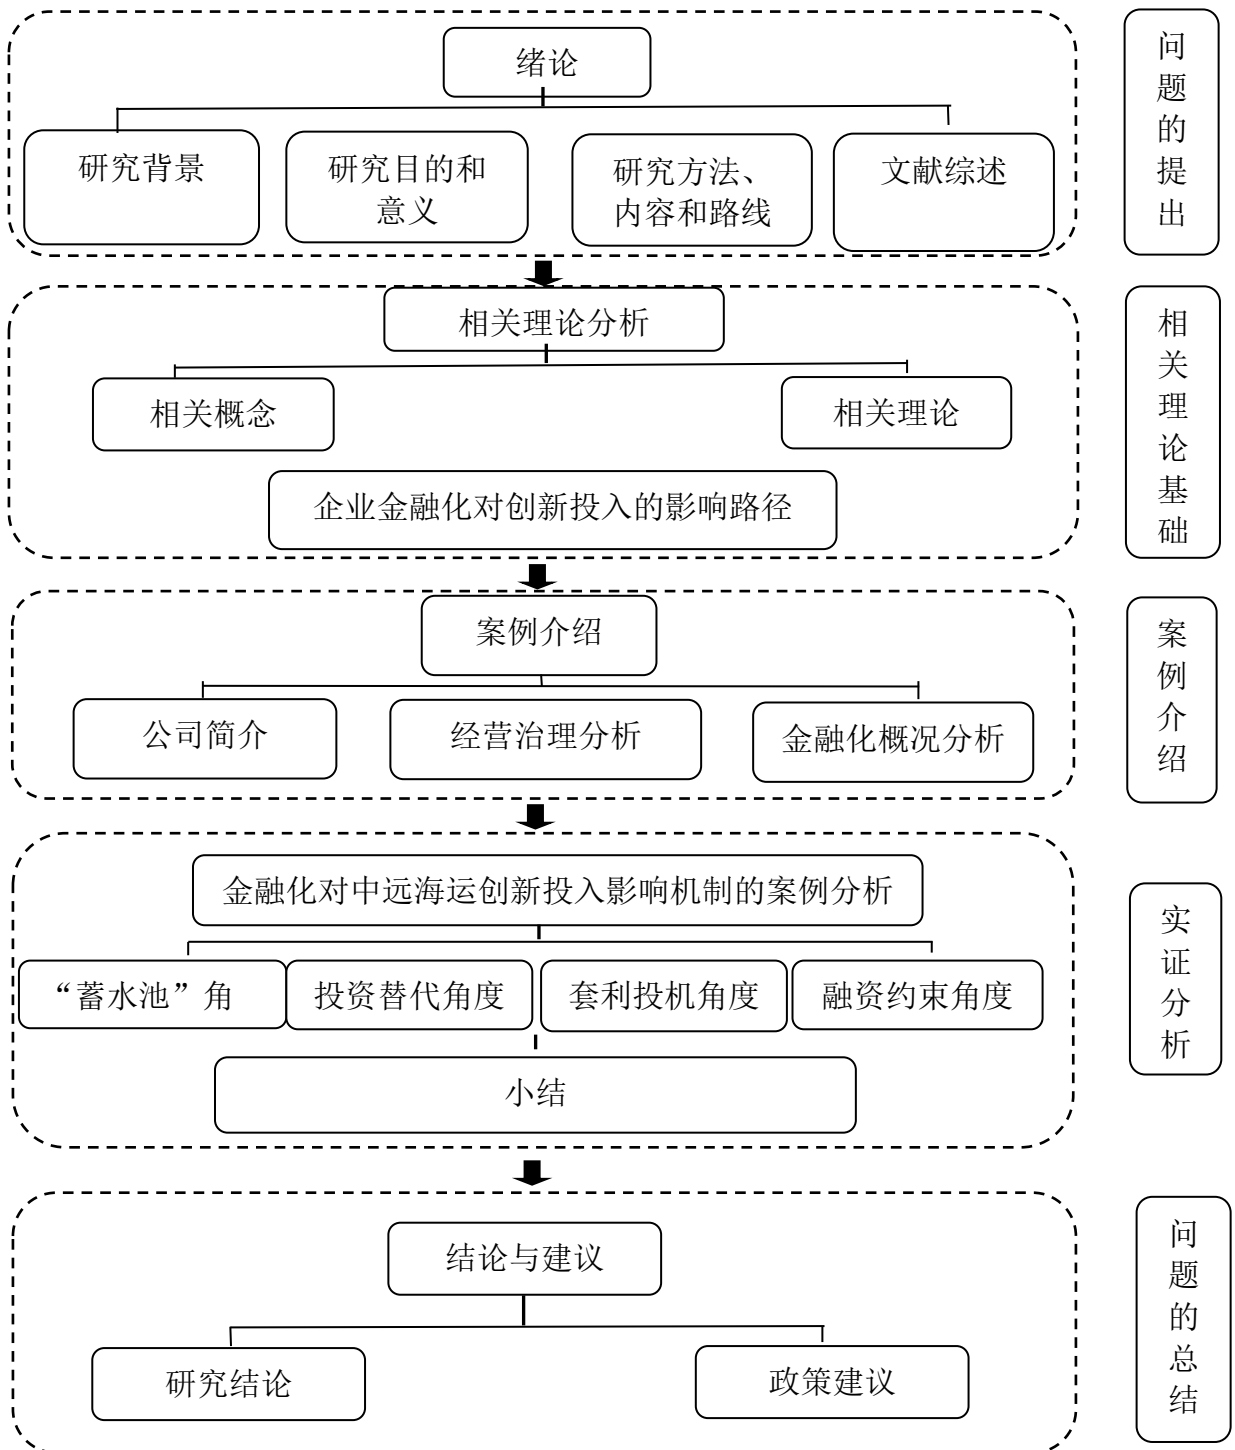 绪论
研究背景
研究目的和
意义
研究方法、
内容和路线
文献综述
问题的提出
相关理论分析
相关概念
相关理论
企业金融化对创新投入的影响路径
相关理论基础
案例介绍
公司简介
经营治理分析
金融化概况分析
案例介绍
金融化对中远海运创新投入影响机制的案例分析
“蓄水池”角
投资替代角度
套利投机角度
融资约束角度
小结
实证分析
结论与建议
研究结论
政策建议
问题的总结